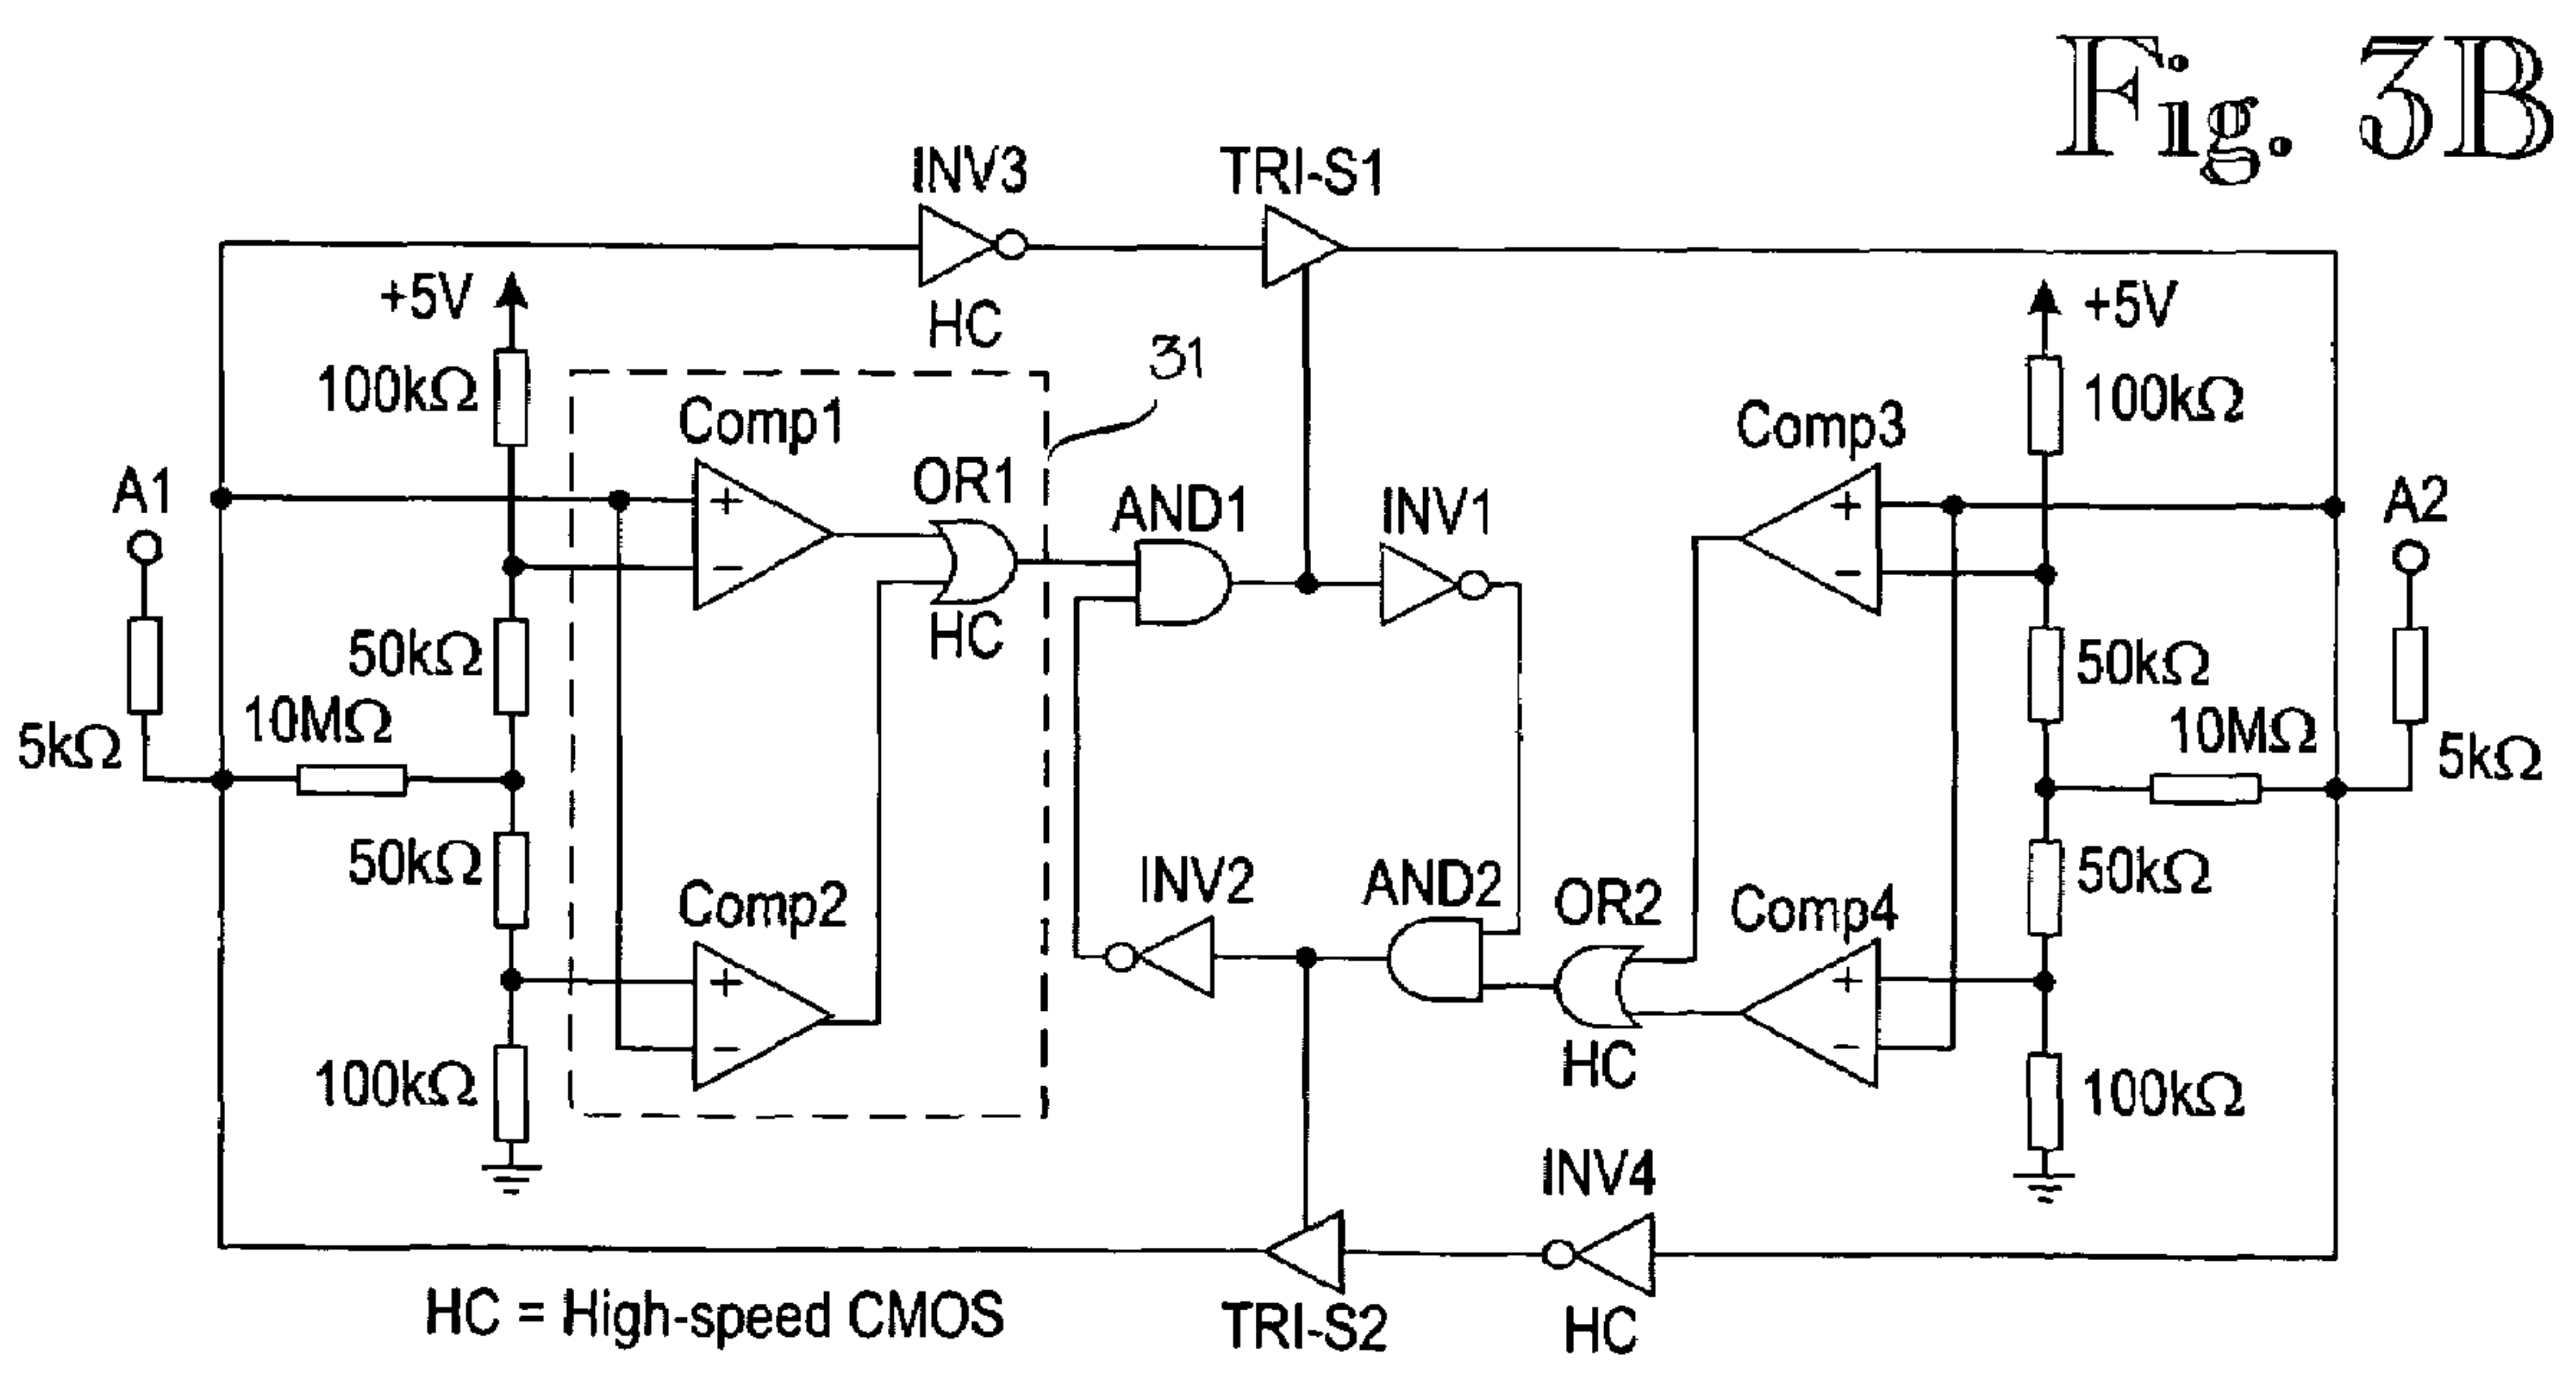 Fig. 3B
INV3
TRI-S1
HC
+5V
+5V
100kΩ
100kΩ
31
Comp1
Comp3
A1
+
OR1
AND1
INV1
+
A2
−
−
HC
50kΩ
50kΩ
10MΩ
10MΩ
5kΩ
5kΩ
50kΩ
50kΩ
Comp2
INV2
AND2
OR2
Comp4
+
+
−
−
HC
100kΩ
100kΩ
INV4
HC = High-speed CMOS
TRI-S2
HC